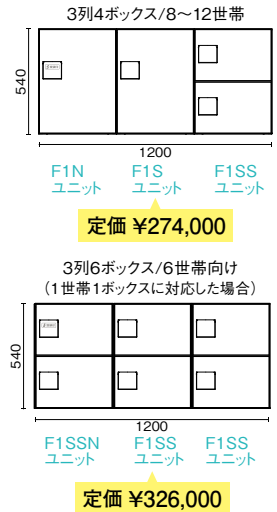 3列4ボックス/8〜12世帯
540
1200
F1N
ユニット
F1S
ユニット
F1SS
ユニット
定価 ¥274,000
3列6ボックス/6世帯向け
(1世帯1ボックスに対応した場合)
540
1200
F1SSN
ユニット
F1SS
ユニット
F1SS
ユニット
定価 ¥326,000